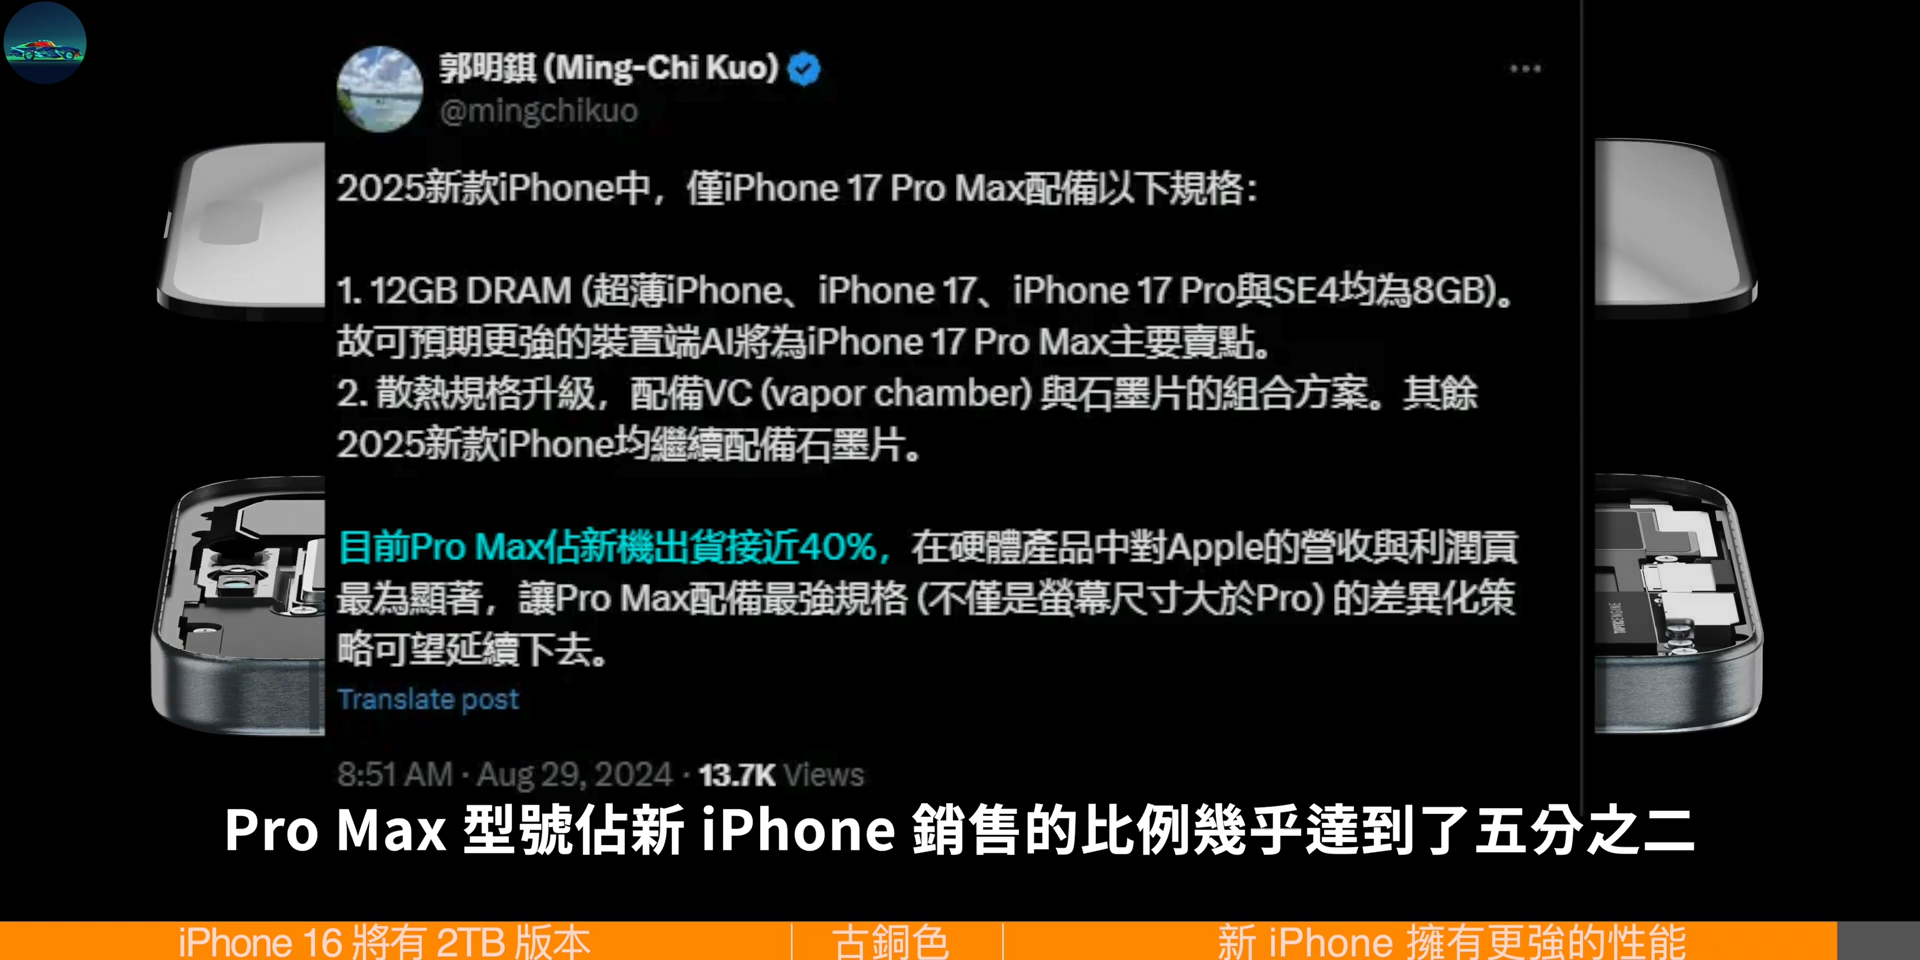 郭明錤 (Ming-Chi Kuo)
@mingchikuo
2025新款iPhone中，僅iPhone 17 Pro Max配備以下規格：
1. 12GB DRAM (超薄iPhone、iPhone 17、iPhone 17 Pro與SE4均為8GB)。
故可預期更強的裝置端AI將為iPhone 17 Pro Max主要賣點。
2. 散熱規格升級，配備VC (vapor chamber) 與石墨片的組合方案。其餘
2025新款iPhone均繼續配備石墨片。
目前Pro Max佔新機出貨接近40%，在硬體產品中對Apple的營收與利潤貢
最為顯著，讓Pro Max配備最強規格 (不僅是螢幕尺寸大於Pro) 的差異化策
略可望延續下去。
Translate post
8:51 AM · Aug 29, 2024 · 13.7K Views
Pro Max 型號佔新 iPhone 銷售的比例幾乎達到了五分之二
iPhone 16 將有 2TB 版本
古銅色
新 iPhone 擁有更強的性能